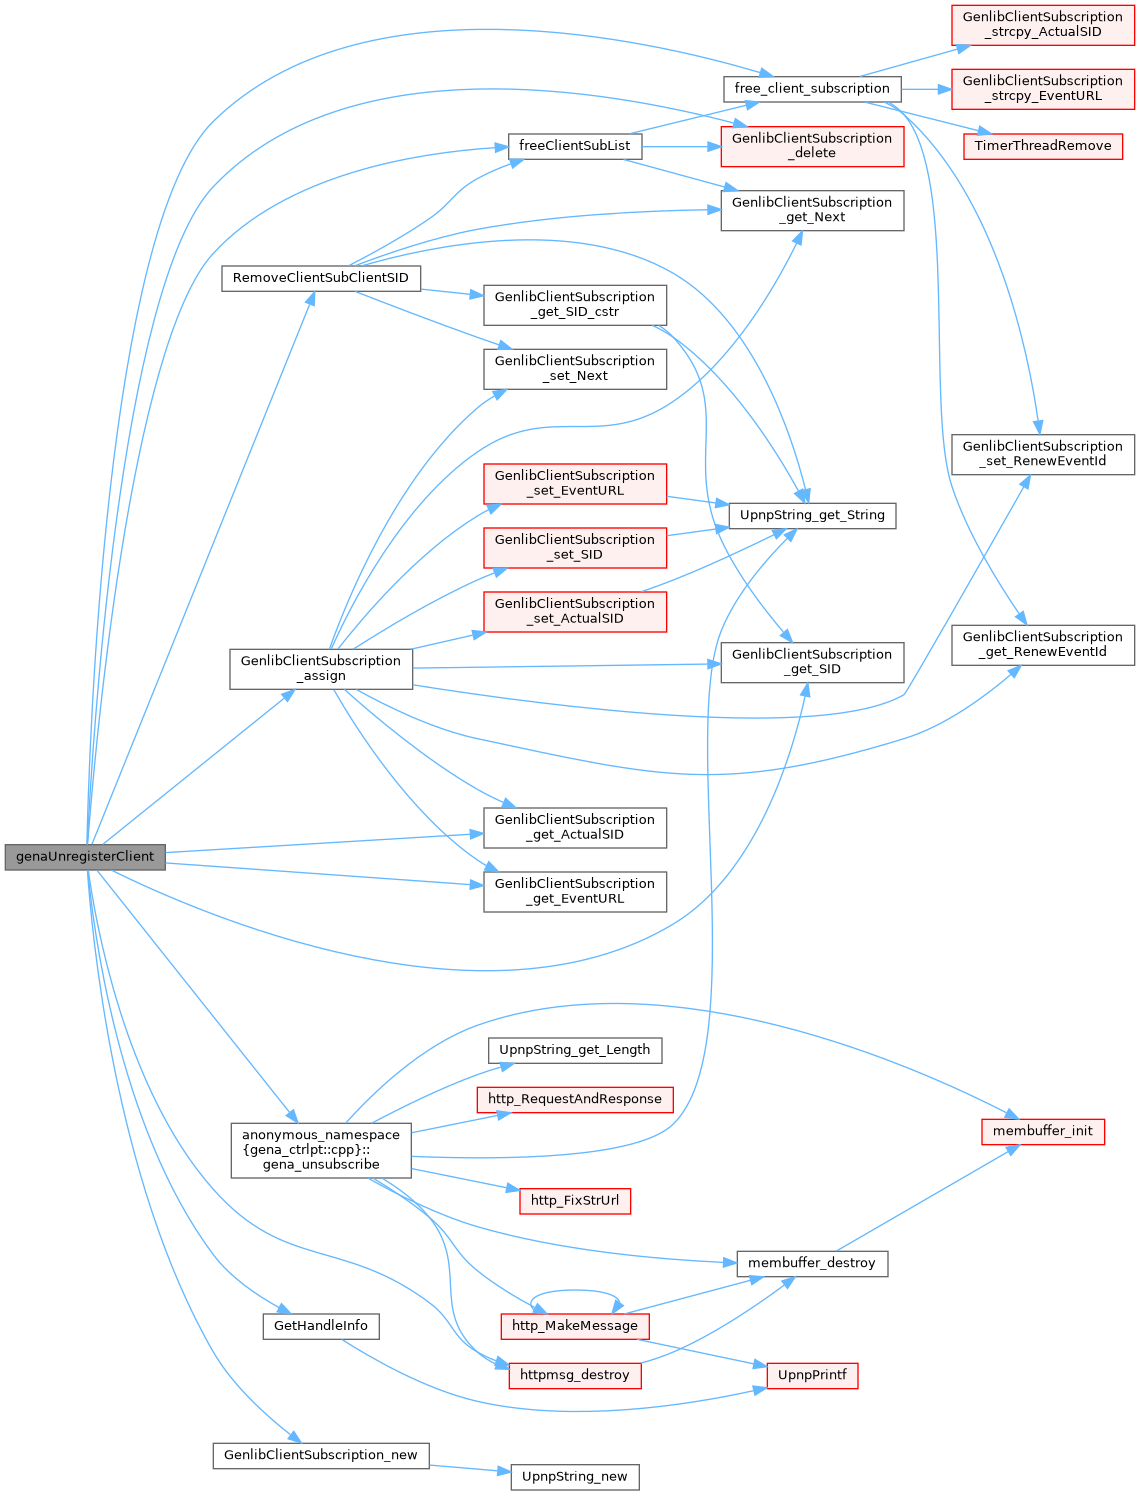 GenlibClientSubscription
_strcpy_ActualSID
free_client_subscription
GenlibClientSubscription
_strcpy_EventURL
freeClientSubList
GenlibClientSubscription
_delete
TimerThreadRemove
GenlibClientSubscription
_get_Next
RemoveClientSubClientSID
GenlibClientSubscription
_get_SID_cstr
GenlibClientSubscription
_set_Next
GenlibClientSubscription
_set_RenewEventId
GenlibClientSubscription
_set_EventURL
UpnpString_get_String
GenlibClientSubscription
_set_SID
GenlibClientSubscription
_set_ActualSID
GenlibClientSubscription
_assign
GenlibClientSubscription
_get_SID
GenlibClientSubscription
_get_RenewEventId
GenlibClientSubscription
_get_ActualSID
genaUnregisterClient
GenlibClientSubscription
_get_EventURL
UpnpString_get_Length
http_RequestAndResponse
anonymous_namespace
{gena_ctrlpt::cpp}::
gena_unsubscribe
membuffer_init
http_FixStrUrl
membuffer_destroy
GetHandleInfo
http_MakeMessage
httpmsg_destroy
UpnpPrintf
GenlibClientSubscription_new
UpnpString_new